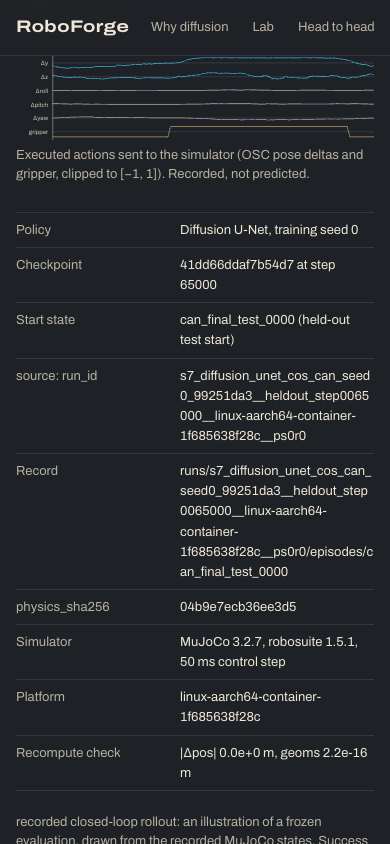 RoboForge Why diffusion Lab Head to head
Δy
Δz
Δroll
Δpitch
Δyaw
gripper
Executed actions sent to the simulator (OSC pose deltas and
gripper, clipped to [−1, 1]). Recorded, not predicted.
Policy Diffusion U-Net, training seed 0
Checkpoint 41dd66ddaf7b54d7 at step
65000
Start state can_final_test_0000 (held-out
test start)
source: run_id s7_diffusion_unet_cos_can_seed
0_99251da3__heldout_step0065
000__linux-aarch64-container-
1f685638f28c__ps0r0
Record runs/s7_diffusion_unet_cos_can_
seed0_99251da3__heldout_step
0065000__linux-aarch64-
container-
1f685638f28c__ps0r0/episodes/c
an_final_test_0000
physics_sha256 04b9e7ecb36ee3d5
Simulator MuJoCo 3.2.7, robosuite 1.5.1,
50 ms control step
Platform linux-aarch64-container-
1f685638f28c
Recompute check |Δpos| 0.0e+0 m, geoms 2.2e-16
m
recorded closed-loop rollout: an illustration of a frozen
evaluation, drawn from the recorded MuJoCo states. Success